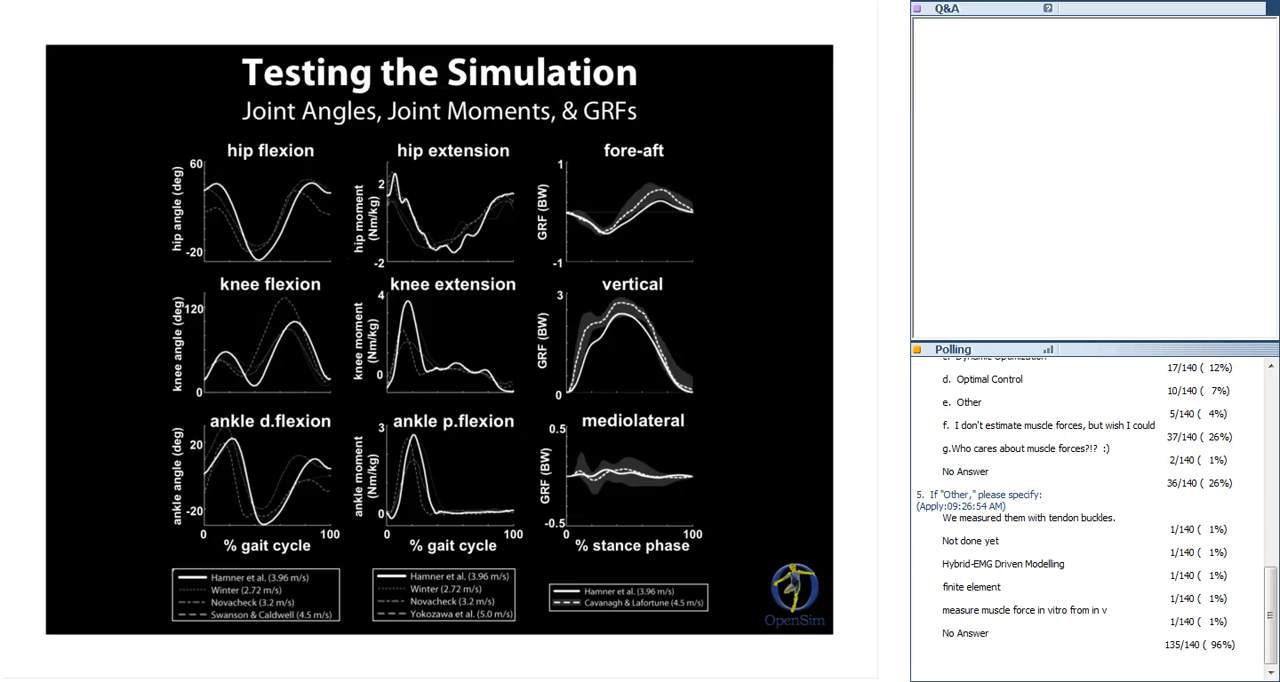 Testing the Simulation
Joint Angles, Joint Moments, & GRFs
hip flexion
60
hip angle (deg)
-20
hip extension
2
hip moment
(Nm/kg)
-2
fore-aft
1
GRF (BW)
-1
knee flexion
120
knee angle (deg)
0
knee extension
4
knee moment
(Nm/kg)
0
vertical
3
GRF (BW)
0
ankle d.flexion
20
ankle angle (deg)
-20
0
100
% gait cycle
ankle p.flexion
3
ankle moment
(Nm/kg)
0
0
100
% gait cycle
mediolateral
0.5
GRF (BW)
-0.5
0
100
% stance phase
Hamner et al. (3.96 m/s)
Winter (2.72 m/s)
Novacheck (3.2 m/s)
Swanson & Caldwell (4.5 m/s)
Hamner et al. (3.96 m/s)
Winter (2.72 m/s)
Novacheck (3.2 m/s)
Yokozawa et al. (5.0 m/s)
Hamner et al. (3.96 m/s)
Cavanagh & Lafortune (4.5 m/s)
OpenSim
Q&A
?
Polling
17/140 ( 12%)
d. Optimal Control
10/140 ( 7%)
e. Other
5/140 ( 4%)
f. I don't estimate muscle forces, but wish I could
37/140 ( 26%)
g.Who cares about muscle forces?!? :)
2/140 ( 1%)
No Answer
36/140 ( 26%)
5. If "Other," please specify:
(Apply:09:26:54 AM)
We measured them with tendon buckles.
1/140 ( 1%)
Not done yet
1/140 ( 1%)
Hybrid-EMG Driven Modelling
1/140 ( 1%)
finite element
1/140 ( 1%)
measure muscle force in vitro from in v
1/140 ( 1%)
No Answer
135/140 ( 96%)